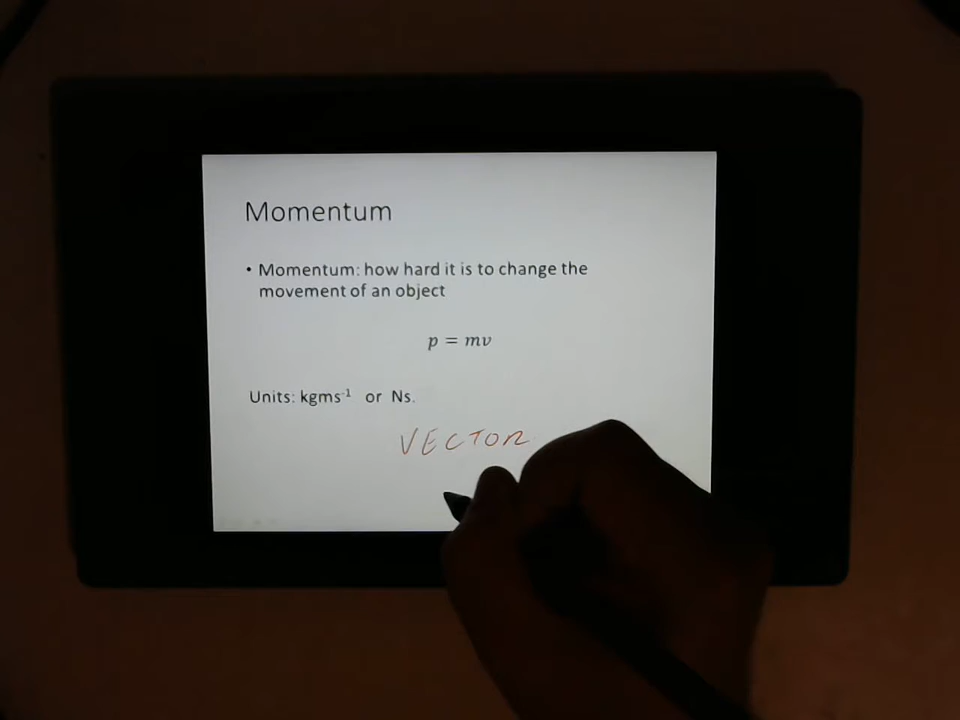 Momentum
• Momentum: how hard it is to change the
movement of an object
p = mv
Units: kgms⁻¹ or Ns.
VECTOR